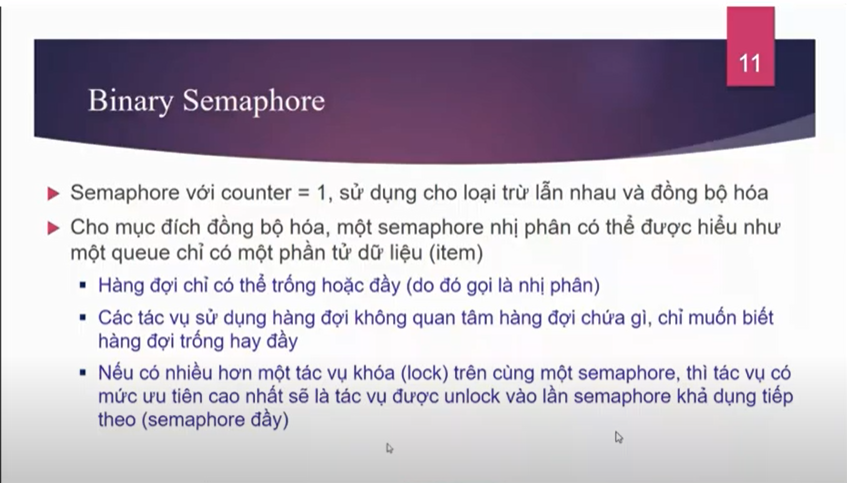 11
Binary Semaphore
Semaphore với counter = 1, sử dụng cho loại trừ lẫn nhau và đồng bộ hóa
Cho mục đích đồng bộ hóa, một semaphore nhị phân có thể được hiểu như
một queue chỉ có một phần tử dữ liệu (item)
Hàng đợi chỉ có thể trống hoặc đầy (do đó gọi là nhị phân)
Các tác vụ sử dụng hàng đợi không quan tâm hàng đợi chứa gì, chỉ muốn biết
hàng đợi trống hay đầy
Nếu có nhiều hơn một tác vụ khóa (lock) trên cùng một semaphore, thì tác vụ có
mức ưu tiên cao nhất sẽ là tác vụ được unlock vào lần semaphore khả dụng tiếp
theo (semaphore đầy)